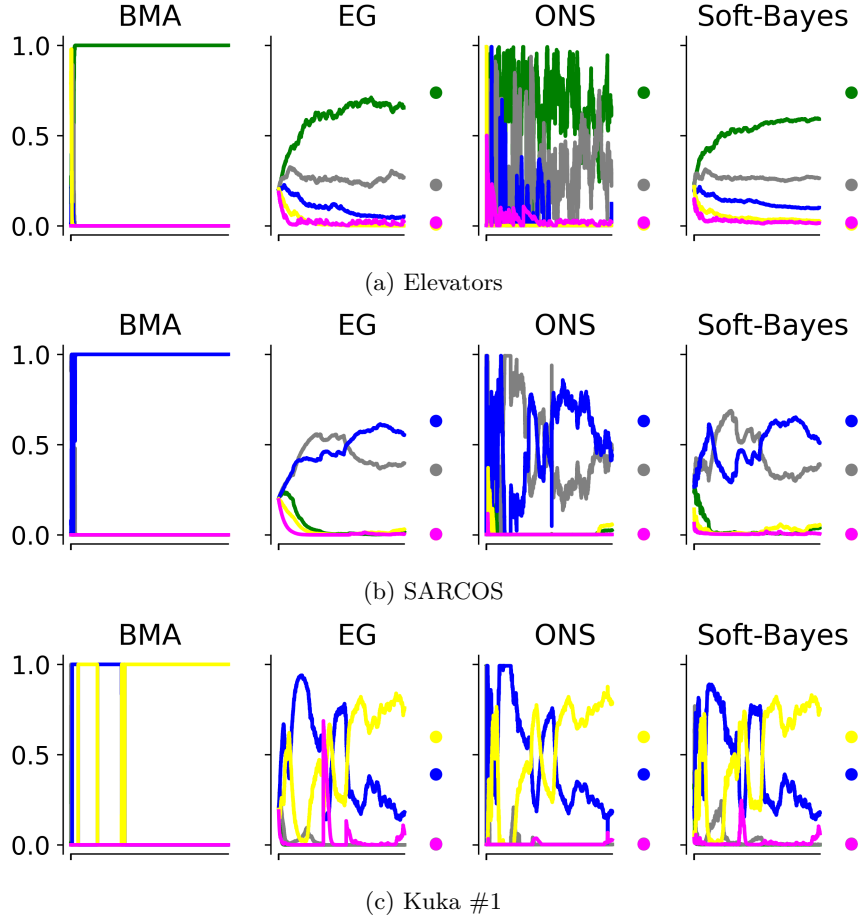 BMA EG ONS Soft-Bayes
1.0
0.5
0.0
(a) Elevators
BMA EG ONS Soft-Bayes
1.0
0.5
0.0
(b) SARCOS
BMA EG ONS Soft-Bayes
1.0
0.5
0.0
(c) Kuka #1